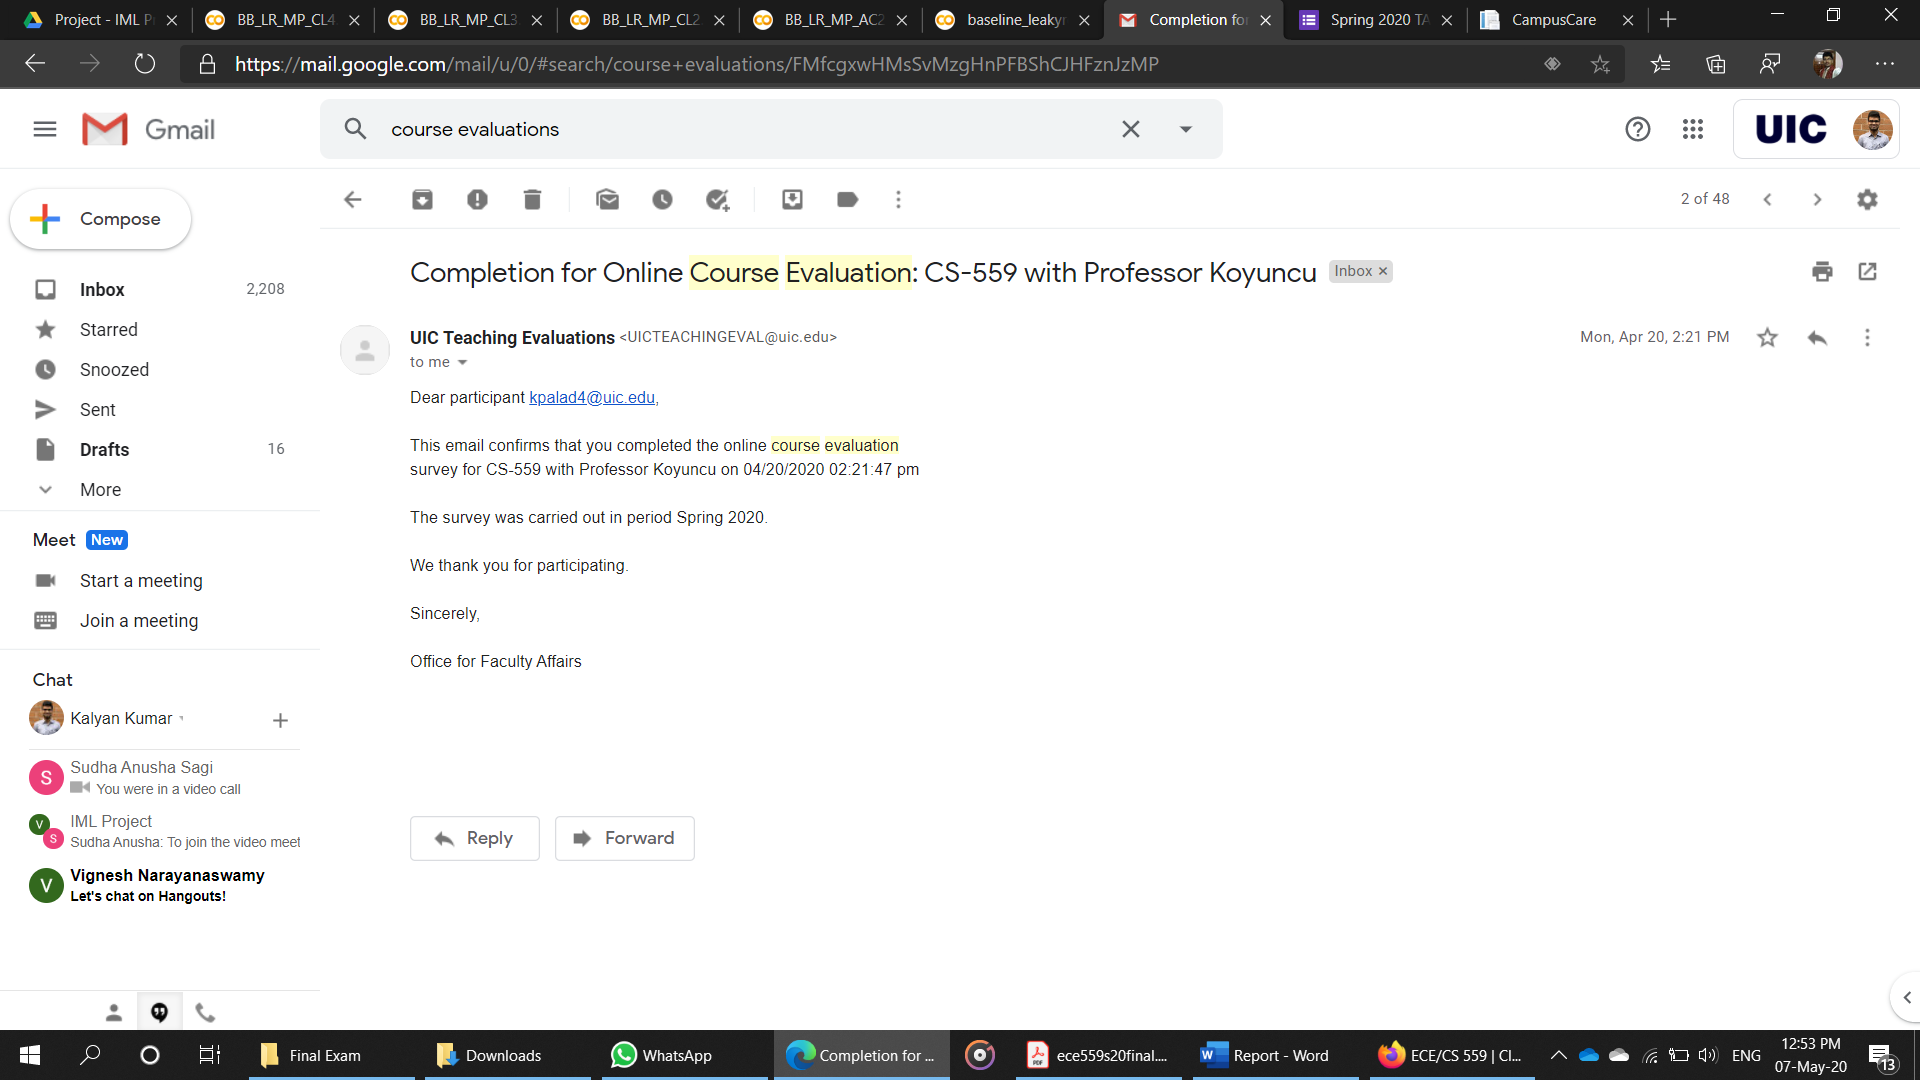 Project - IML P
BB_LR_MP_CL4
BB_LR_MP_CL3
BB_LR_MP_CL2
BB_LR_MP_AC2
baseline_leakyr
Completion fo
Spring 2020 TA
CampusCare
https://mail.google.com/mail/u/0/#search/course+evaluations/FMfcgxwHMsSvMzgHnPFBShCJHFznJzMP
Gmail
course evaluations
UIC
Compose
2 of 48
Completion for Online Course Evaluation: CS-559 with Professor Koyuncu
Inbox
UIC Teaching Evaluations <UICTEACHINGEVAL@uic.edu>
Mon, Apr 20, 2:21 PM
to me
Dear participant kpalad4@uic.edu,
This email confirms that you completed the online course evaluation
survey for CS-559 with Professor Koyuncu on 04/20/2020 02:21:47 pm
The survey was carried out in period Spring 2020.
We thank you for participating.
Sincerely,
Office for Faculty Affairs
Reply
Forward
Inbox 2,208
Starred
Snoozed
Sent
Drafts 16
More
Meet New
Start a meeting
Join a meeting
Chat
Kalyan Kumar
S
Sudha Anusha Sagi
You were in a video call
V
S
IML Project
Sudha Anusha: To join the video meet
V
Vignesh Narayanaswamy
Let's chat on Hangouts!
Final Exam
Downloads
WhatsApp
Completion for ...
ece559s20final....
Report - Word
ECE/CS 559 | Cl...
ENG
12:53 PM
07-May-20
13